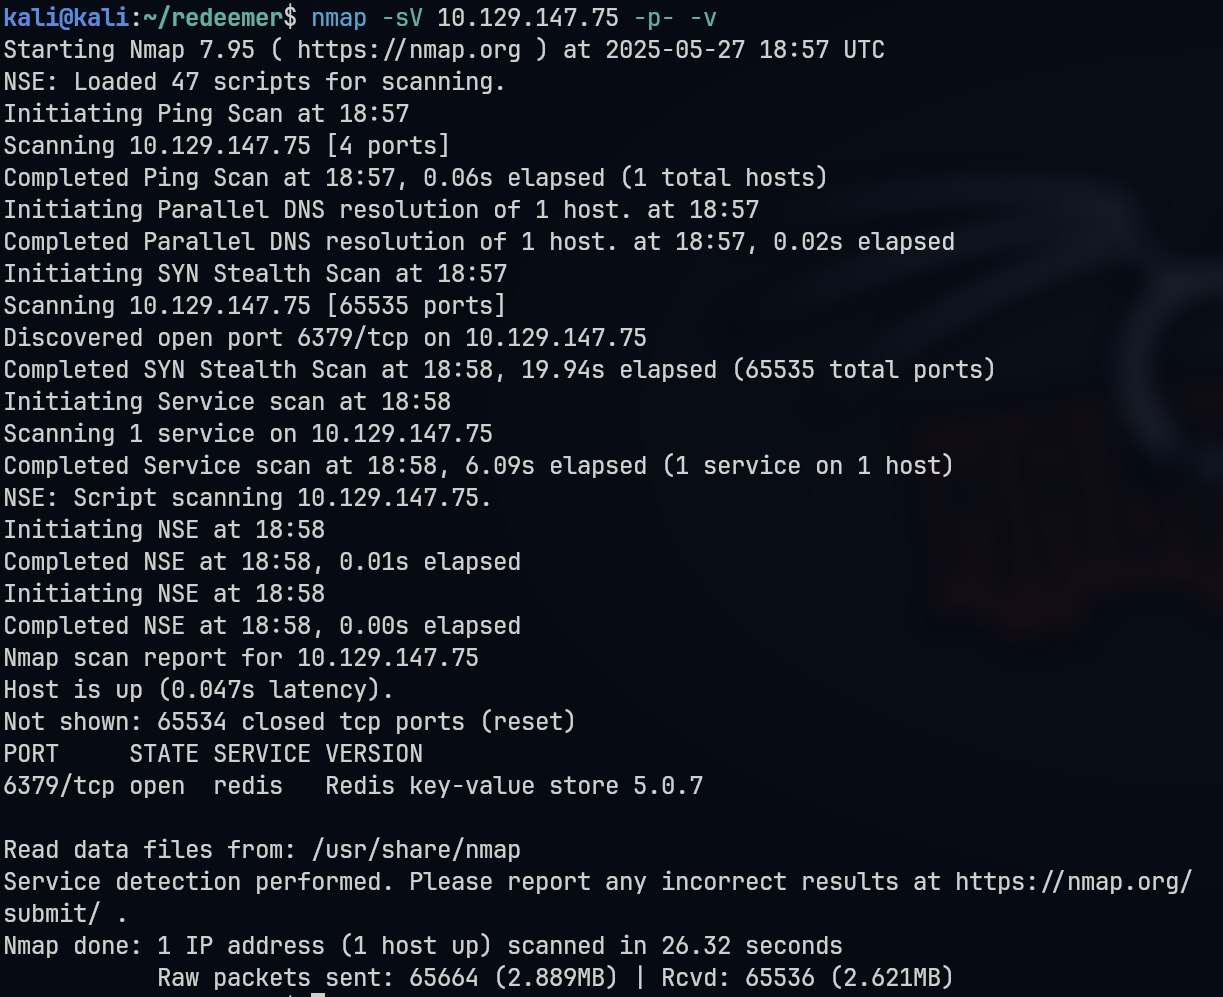 kali@kali:~/redeemer$ nmap -sV 10.129.147.75 -p- -v
Starting Nmap 7.95 ( https://nmap.org ) at 2025-05-27 18:57 UTC
NSE: Loaded 47 scripts for scanning.
Initiating Ping Scan at 18:57
Scanning 10.129.147.75 [4 ports]
Completed Ping Scan at 18:57, 0.06s elapsed (1 total hosts)
Initiating Parallel DNS resolution of 1 host. at 18:57
Completed Parallel DNS resolution of 1 host. at 18:57, 0.02s elapsed
Initiating SYN Stealth Scan at 18:57
Scanning 10.129.147.75 [65535 ports]
Discovered open port 6379/tcp on 10.129.147.75
Completed SYN Stealth Scan at 18:58, 19.94s elapsed (65535 total ports)
Initiating Service scan at 18:58
Scanning 1 service on 10.129.147.75
Completed Service scan at 18:58, 6.09s elapsed (1 service on 1 host)
NSE: Script scanning 10.129.147.75.
Initiating NSE at 18:58
Completed NSE at 18:58, 0.01s elapsed
Initiating NSE at 18:58
Completed NSE at 18:58, 0.00s elapsed
Nmap scan report for 10.129.147.75
Host is up (0.047s latency).
Not shown: 65534 closed tcp ports (reset)
PORT     STATE SERVICE VERSION
6379/tcp open  redis   Redis key-value store 5.0.7
Read data files from: /usr/share/nmap
Service detection performed. Please report any incorrect results at https://nmap.org/
submit/ .
Nmap done: 1 IP address (1 host up) scanned in 26.32 seconds
           Raw packets sent: 65664 (2.889MB) | Rcvd: 65536 (2.621MB)